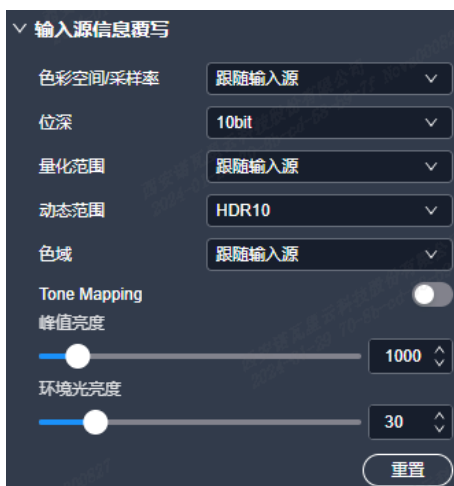 输入源信息覆写
色彩空间/采样率 跟随输入源
位深 10bit
量化范围 跟随输入源
动态范围 HDR10
色域 跟随输入源
Tone Mapping
峰值亮度
1000
环境光亮度
30
重置